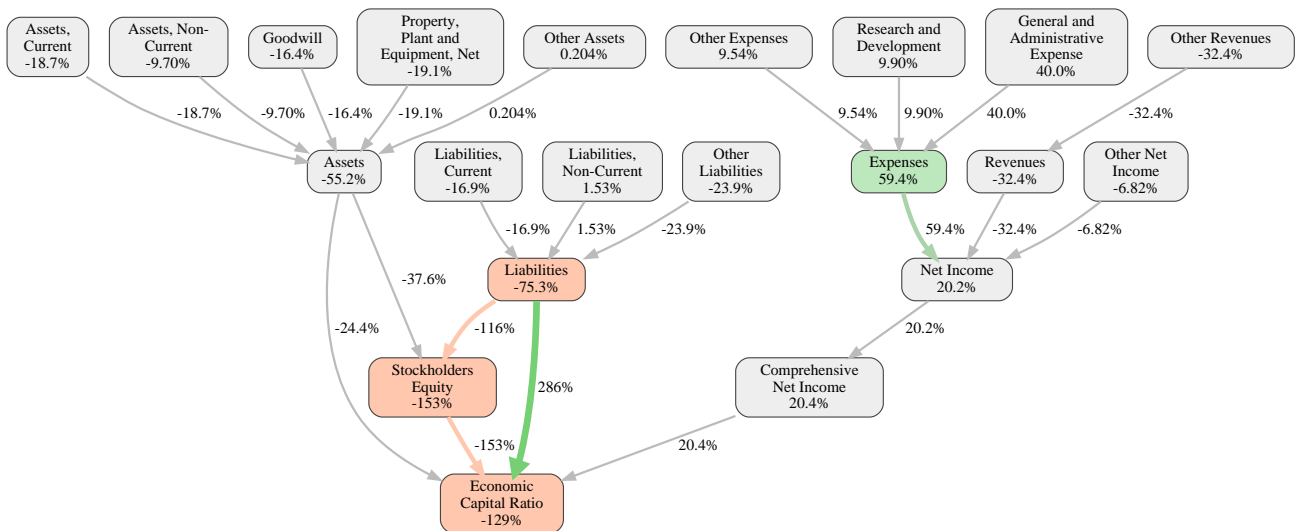 Assets,
Current
-18.7%
Assets, Non-
Current
-9.70%
Goodwill
-16.4%
Property,
Plant and
Equipment, Net
-19.1%
Other Assets
0.204%
Other Expenses
9.54%
Research and
Development
9.90%
General and
Administrative
Expense
40.0%
Other Revenues
-32.4%
-18.7%
-9.70%
-16.4%
-19.1%
0.204%
9.54%
9.90%
40.0%
-32.4%
Assets
-55.2%
Liabilities,
Current
-16.9%
Liabilities,
Non-Current
1.53%
Other
Liabilities
-23.9%
Expenses
59.4%
Revenues
-32.4%
Other Net
Income
-6.82%
-16.9%
1.53%
-23.9%
59.4%
-32.4%
-6.82%
-37.6%
Liabilities
-75.3%
Net Income
20.2%
-24.4%
-116%
20.2%
Stockholders
Equity
-153%
286%
Comprehensive
Net Income
20.4%
-153%
20.4%
Economic
Capital Ratio
-129%